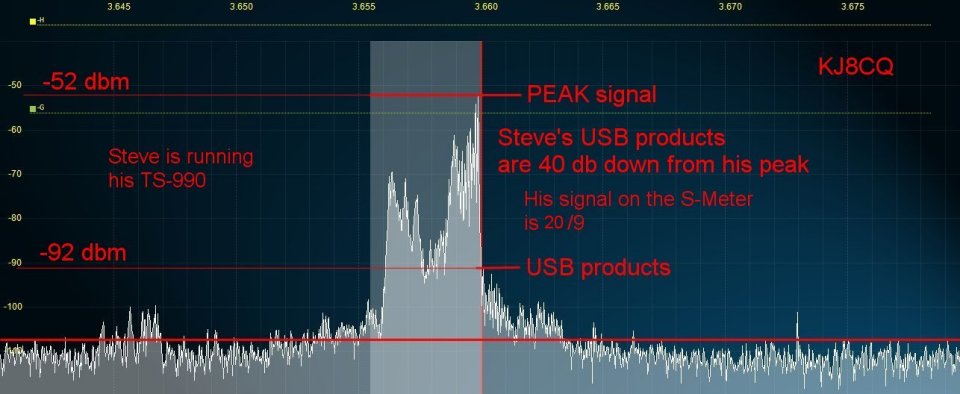 3.645 3.650 3.655 3.660 3.665 3.670 3.675
-H
KJ8CQ
-52 dbm
-50
PEAK signal
-G
-60
Steve's USB products
are 40 db down from his peak
Steve is running
his TS-990
-70
His signal on the S-Meter
is 20/9
-80
-92 dbm
-90
USB products
-100